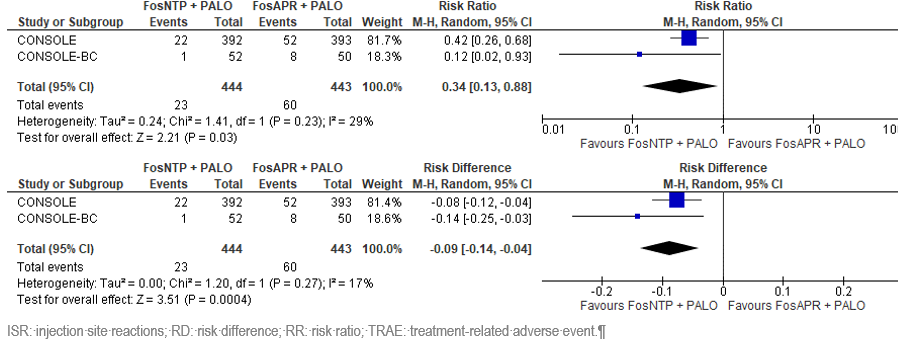 FosNTP + PALO FosAPR + PALO Risk Ratio Risk Ratio
Study or Subgroup Events Total Events Total Weight M-H, Random, 95% CI M-H, Random, 95% CI
CONSOLE 22 392 52 393 81.7% 0.42 [0.26, 0.68]
CONSOLE-BC 1 52 8 50 18.3% 0.12 [0.02, 0.93]
Total (95% CI) 444 443 100.0% 0.34 [0.13, 0.88]
Total events 23 60
Heterogeneity: Tau² = 0.24; Chi² = 1.41, df = 1 (P = 0.23); I² = 29%
Test for overall effect: Z = 2.21 (P = 0.03)
0.01 0.1 1 10 100
Favours FosNTP + PALO Favours FosAPR + PALO
FosNTP + PALO FosAPR + PALO Risk Difference Risk Difference
Study or Subgroup Events Total Events Total Weight M-H, Random, 95% CI M-H, Random, 95% CI
CONSOLE 22 392 52 393 81.4% -0.08 [-0.12, -0.04]
CONSOLE-BC 1 52 8 50 18.6% -0.14 [-0.25, -0.03]
Total (95% CI) 444 443 100.0% -0.09 [-0.14, -0.04]
Total events 23 60
Heterogeneity: Tau² = 0.00; Chi² = 1.20, df = 1 (P = 0.27); I² = 17%
Test for overall effect: Z = 3.51 (P = 0.0004)
-0.2 -0.1 0 0.1 0.2
Favours FosNTP + PALO Favours FosAPR + PALO
ISR:·injection·site·reactions;·RD:·risk·difference;·RR:·risk·ratio;·TRAE:·treatment-related·adverse·event.¶